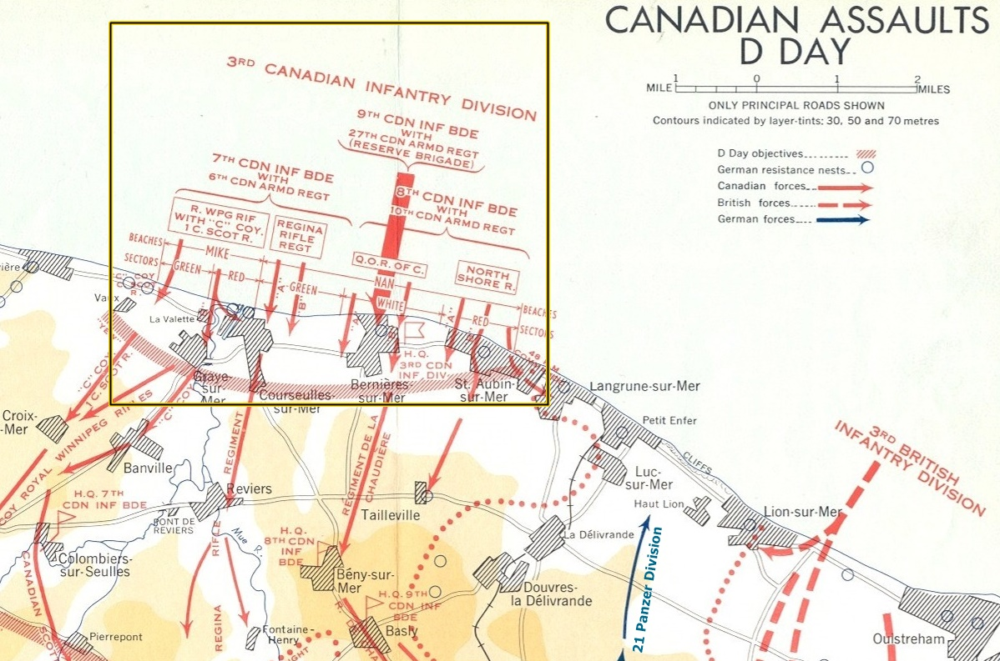 CANADIAN ASSAULTS
D DAY
1 0 1 2
MILE MILES
ONLY PRINCIPAL ROADS SHOWN
Contours indicated by layer-tints: 30, 50 and 70 metres
D Day objectives
German resistance nests
Canadian forces
British forces
German forces
3RD CANADIAN INFANTRY DIVISION
9TH CDN INF BDE
WITH
27TH CDN ARMD REGT
(RESERVE BRIGADE)
7TH CDN INF BDE
WITH
6TH CDN ARMD REGT
8TH CDN INF BDE
WITH
10TH CDN ARMD REGT
R. WPG RIF
WITH "C" COY.
1 C. SCOT R.
REGINA
RIFLE
REGT
Q.O.R. OF C.
NORTH
SHORE R.
BEACHES
MIKE
NAN
BEACHES
SECTORS
GREEN
RED
GREEN
WHITE
RED
SECTORS
"C" COY
R.
"A"
"B"
"A"
"A"
Vaux
La Valette
H.Q.
3RD CDN
INF. DIV
"C" COY
1 C. SCOT R.
Graye-
sur-
Mer
Courseulles-
sur-Mer
Bernières-
sur-Mer
St. Aubin-
sur-Mer
Langrune-sur-Mer
Petit Enfer
CLIFFS
3RD BRITISH
INFANTRY DIVISION
Croix-
-Mer
ROYAL WINNIPEG RIFLES
"C" COY
Banville
REGIMENT
REGIMENT DE LA
CHAUDIERE
Luc-
sur-Mer
Haut Lion
Lion-sur-Mer
H.Q. 7TH
CDN INF BDE
Reviers
PONT DE
REVIERS
Mue R.
RIFLE
Tailleville
La Délivrande
H.Q.
8TH CDN
INF
BDE
Colombiers-
sur-Seulles
CANADIAN
Bény-sur-
Mer
Douvres-
la Délivrande
21 Panzer Division
H.Q. 9TH
CDN INF
BDE
REGINA
Pierrepont
Fontaine-
Henry
Basly
Ouistreham